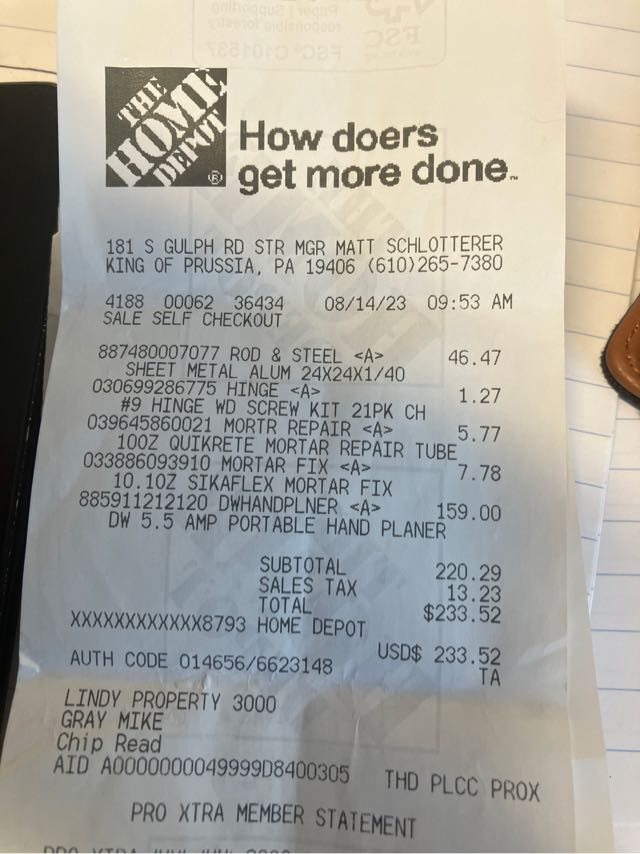 THE
HOME
DEPOT
How doers
get more done.
181 S GULPH RD STR MGR MATT SCHLOTTERER
KING OF PRUSSIA, PA 19406 (610)265-7380
4188 00062 36434 08/14/23 09:53 AM
SALE SELF CHECKOUT
887480007077 ROD & STEEL <A> 46.47
SHEET METAL ALUM 24X24X1/40
030699286775 HINGE <A> 1.27
#9 HINGE WD SCREW KIT 21PK CH
039645860021 MORTR REPAIR <A> 5.77
10OZ QUIKRETE MORTAR REPAIR TUBE
033886093910 MORTAR FIX <A> 7.78
10.1OZ SIKAFLEX MORTAR FIX
885911212120 DWHANDPLNER <A> 159.00
DW 5.5 AMP PORTABLE HAND PLANER
SUBTOTAL 220.29
SALES TAX 13.23
TOTAL $233.52
XXXXXXXXXXXX8793 HOME DEPOT
USD$ 233.52
AUTH CODE 014656/6623148 TA
LINDY PROPERTY 3000
GRAY MIKE
Chip Read
AID A0000000049999D8400305 THD PLCC PROX
PRO XTRA MEMBER STATEMENT